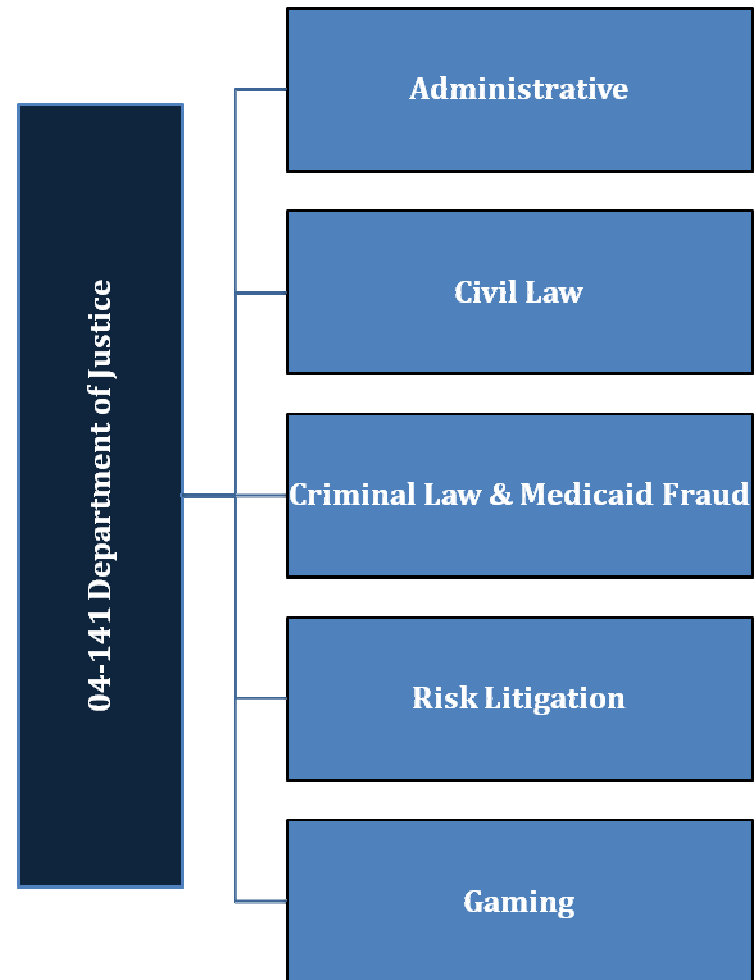 04-141 Department of Justice
Administrative
Civil Law
Criminal Law & Medicaid Fraud
Risk Litigation
Gaming